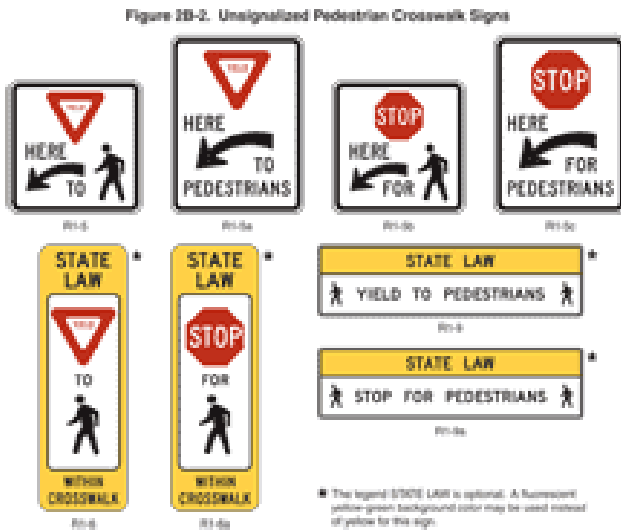 Figure 2B-2. Unsignalized Pedestrian Crosswalk Signs
YIELD
HERE
TO
R1-5
YIELD
HERE
TO
PEDESTRIANS
R1-5a
STOP
HERE
FOR
R1-5b
STOP
HERE
FOR
PEDESTRIANS
R1-5c
STATE
LAW
*
YIELD
TO
WITHIN
CROSSWALK
R1-6
STATE
LAW
*
STOP
FOR
WITHIN
CROSSWALK
R1-6a
STATE LAW
*
YIELD TO PEDESTRIANS
R1-9
STATE LAW
*
STOP FOR PEDESTRIANS
R1-9a
* The legend STATE LAW is optional. A fluorescent
yellow-green background color may be used instead
of yellow for this sign.